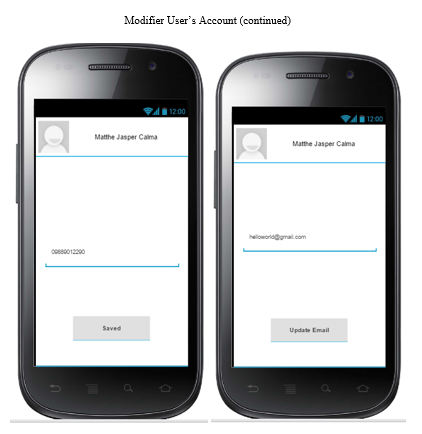 Modifier User's Account (continued)
12:00
Matthe Jasper Calma
09869012290
Saved
12:00
Matthe Jasper Calma
helloworld@gmail.com
Update Email